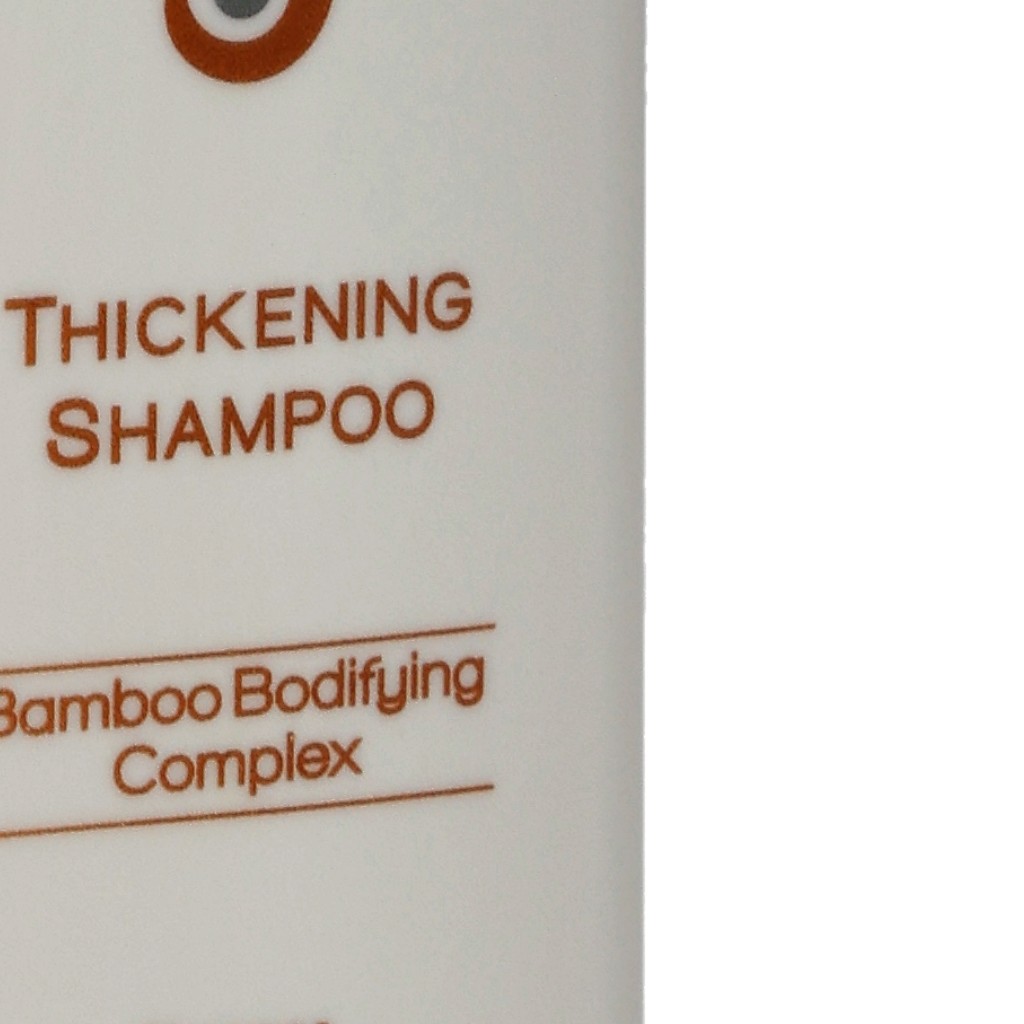 THICKENING
SHAMPOO
Bamboo Bodifying
Complex